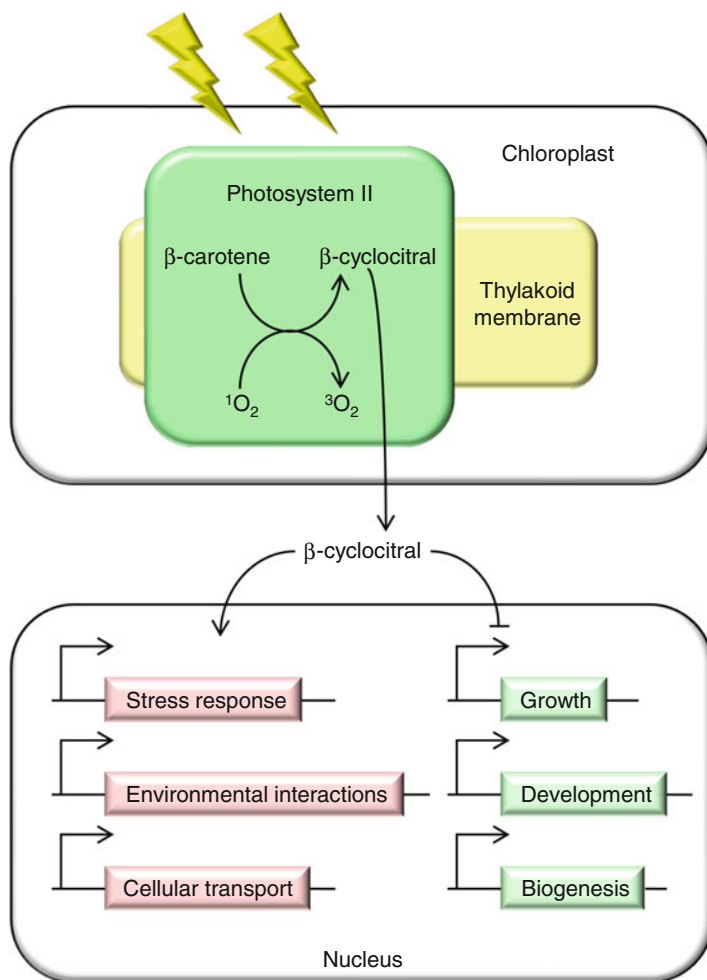 Chloroplast
Photosystem II
β-carotene β-cyclocitral
Thylakoid
membrane
¹O₂ ³O₂
β-cyclocitral
Stress response Growth
Environmental interactions Development
Cellular transport Biogenesis
Nucleus